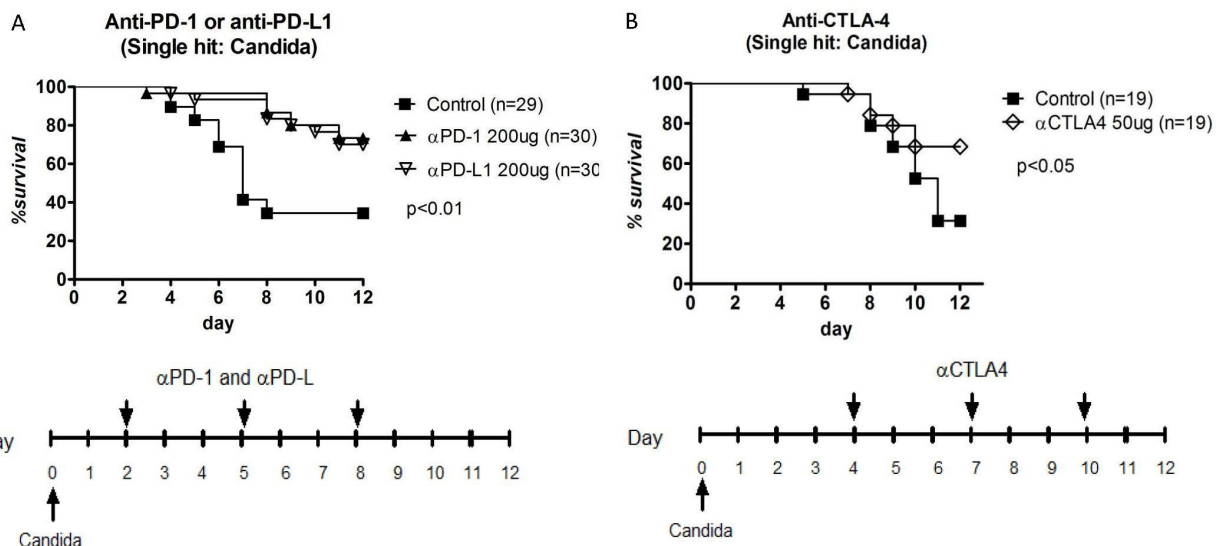 A
Anti-PD-1 or anti-PD-L1
(Single hit: Candida)
%survival
100
80
60
40
20
0
0 2 4 6 8 10 12
day
Control (n=29)
αPD-1 200ug (n=30)
αPD-L1 200ug (n=30
p<0.01
αPD-1 and αPD-L
ay
0 1 2 3 4 5 6 7 8 9 10 11 12
Candida
B
Anti-CTLA-4
(Single hit: Candida)
% survival
100
80
60
40
20
0
0 2 4 6 8 10 12
day
Control (n=19)
αCTLA4 50ug (n=19)
p<0.05
αCTLA4
Day
0 1 2 3 4 5 6 7 8 9 10 11 12
Candida